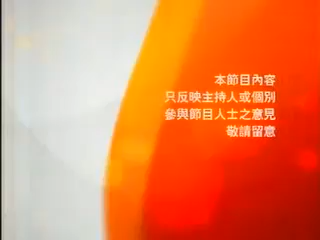 本節目內容
只反映主持人或個別
參與節目人士之意見
敬請留意